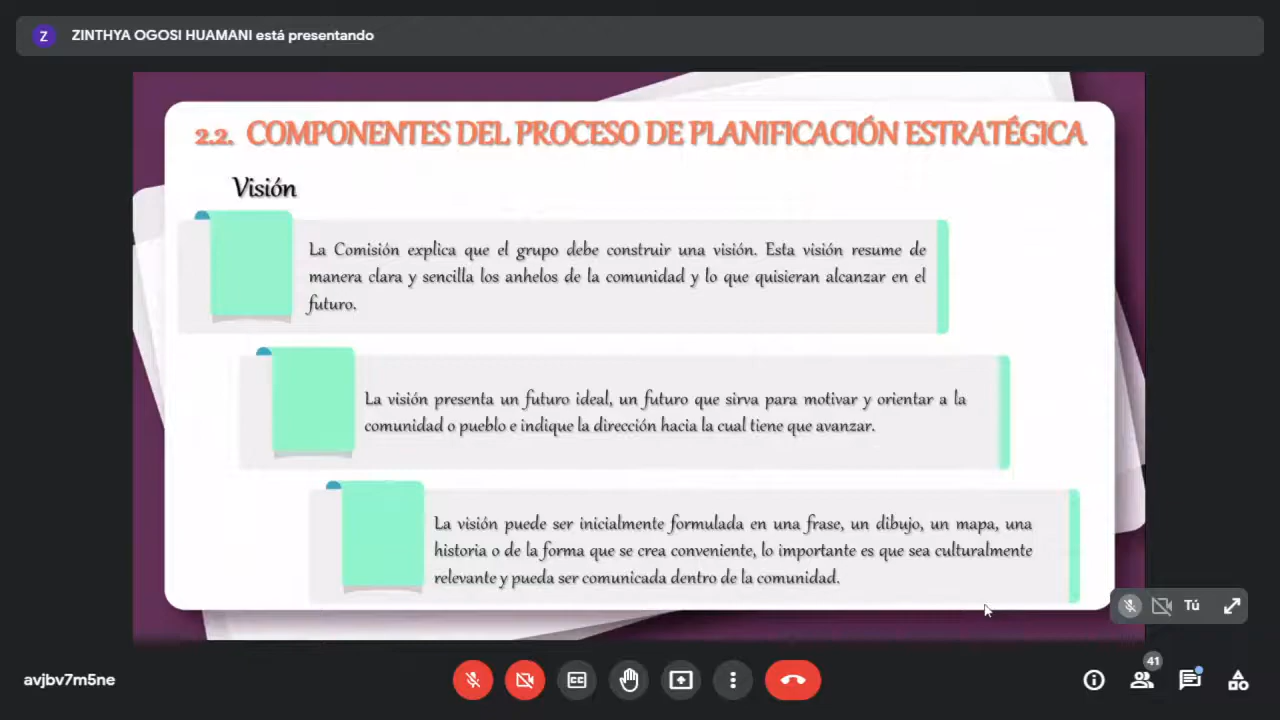 Z ZINTHYA OGOSI HUAMANI está presentando
2.2. COMPONENTES DEL PROCESO DE PLANIFICACIÓN ESTRATÉGICA
Visión
La Comisión explica que el grupo debe construir una visión. Esta visión resume de
manera clara y sencilla los anhelos de la comunidad y lo que quisieran alcanzar en el
futuro.
La visión presenta un futuro ideal, un futuro que sirva para motivar y orientar a la
comunidad o pueblo e indique la dirección hacia la cual tiene que avanzar.
La visión puede ser inicialmente formulada en una frase, un dibujo, un mapa, una
historia o de la forma que se crea conveniente, lo importante es que sea culturalmente
relevante y pueda ser comunicada dentro de la comunidad.
Tú
avjbv7m5ne
41